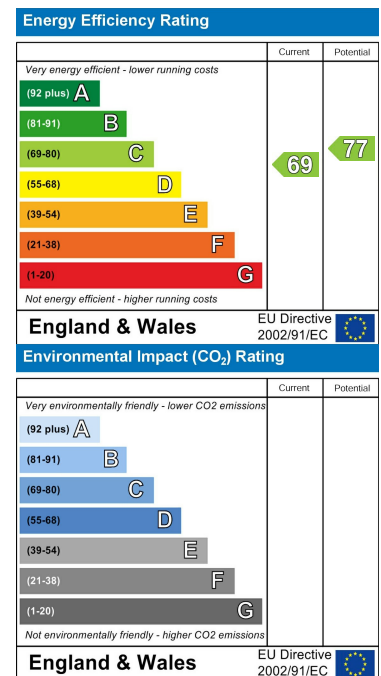 Energy Efficiency Rating
Current Potential
Very energy efficient - lower running costs
(92 plus) A
(81-91) B
(69-80) C
(55-68) D
(39-54) E
(21-38) F
(1-20) G
69
77
Not energy efficient - higher running costs
England & Wales
EU Directive
2002/91/EC
Environmental Impact (CO₂) Rating
Current Potential
Very environmentally friendly - lower CO2 emissions
(92 plus) A
(81-91) B
(69-80) C
(55-68) D
(39-54) E
(21-38) F
(1-20) G
Not environmentally friendly - higher CO2 emissions
England & Wales
EU Directive
2002/91/EC